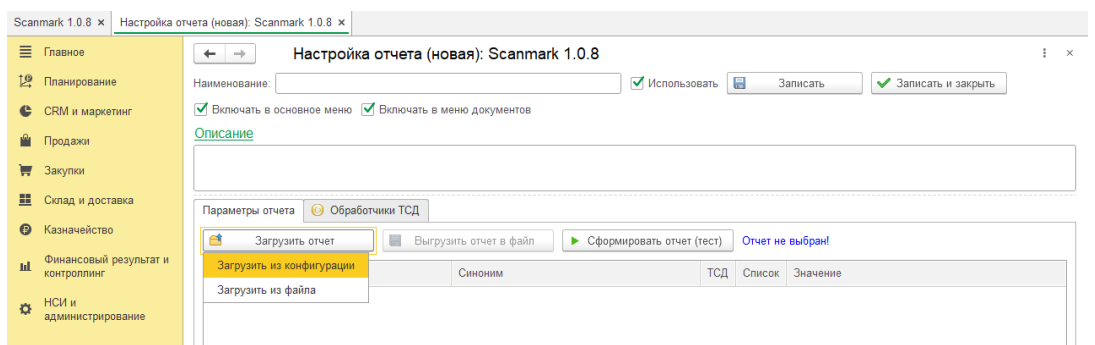 Scanmark 1.0.8 × Настройка отчета (новая): Scanmark 1.0.8 ×
Главное
Планирование
CRM и маркетинг
Продажи
Закупки
Склад и доставка
Казначейство
Финансовый результат и
контроллинг
НСИ и
администрирование
Настройка отчета (новая): Scanmark 1.0.8
Наименование: Использовать Записать Записать и закрыть
Включать в основное меню Включать в меню документов
Описание
Параметры отчета Обработчики ТСД
Загрузить отчет Выгрузить отчет в файл Сформировать отчет (тест) Отчет не выбран!
Загрузить из конфигурации
Загрузить из файла
Синоним ТСД Список Значение